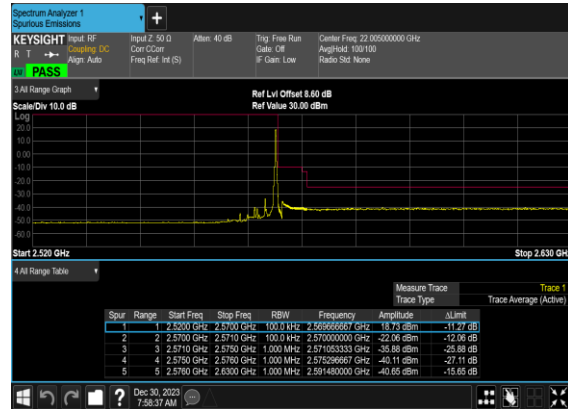 Spectrum Analyzer 1
Spurious Emissions
+
KEYSIGHT Input: RF Input Z: 50 Ω Atten: 40 dB Trig: Free Run Center Freq: 22.005000000 GHz
R T Coupling: DC Corr CCorr Gate: Off Avg|Hold: 100/100
Align: Auto Freq Ref: Int (S) IF Gain: Low Radio Std: None
LW PASS
3 All Range Graph
Ref Lvl Offset 8.60 dB
Scale/Div 10.0 dB Ref Value 30.00 dBm
Log
20.0
10.0
0.00
-10.0
-20.0
-30.0
-40.0
-50.0
-60.0
Start 2.520 GHz Stop 2.630 GHz
4 All Range Table
Measure Trace Trace 1
Trace Type Trace Average (Active)
Spur Range Start Freq Stop Freq RBW Frequency Amplitude ΔLimit
1 1 2.5200 GHz 2.5700 GHz 100.0 kHz 2.569666667 GHz 18.73 dBm -11.27 dB
2 2 2.5700 GHz 2.5710 GHz 100.0 kHz 2.570000000 GHz -22.06 dBm -12.06 dB
3 3 2.5710 GHz 2.5750 GHz 1.000 MHz 2.571053333 GHz -35.88 dBm -25.88 dB
4 4 2.5750 GHz 2.5760 GHz 1.000 MHz 2.575296667 GHz -40.11 dBm -27.11 dB
5 5 2.5760 GHz 2.6300 GHz 1.000 MHz 2.591480000 GHz -40.65 dBm -15.65 dB
? Dec 30, 2023
7:58:37 AM